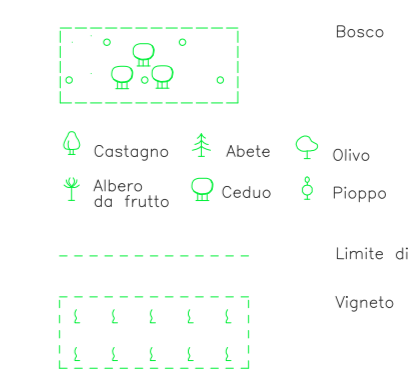 Bosco
Castagno
Abete
Olivo
Albero
da frutto
Ceduo
Pioppo
Limite di
Vigneto